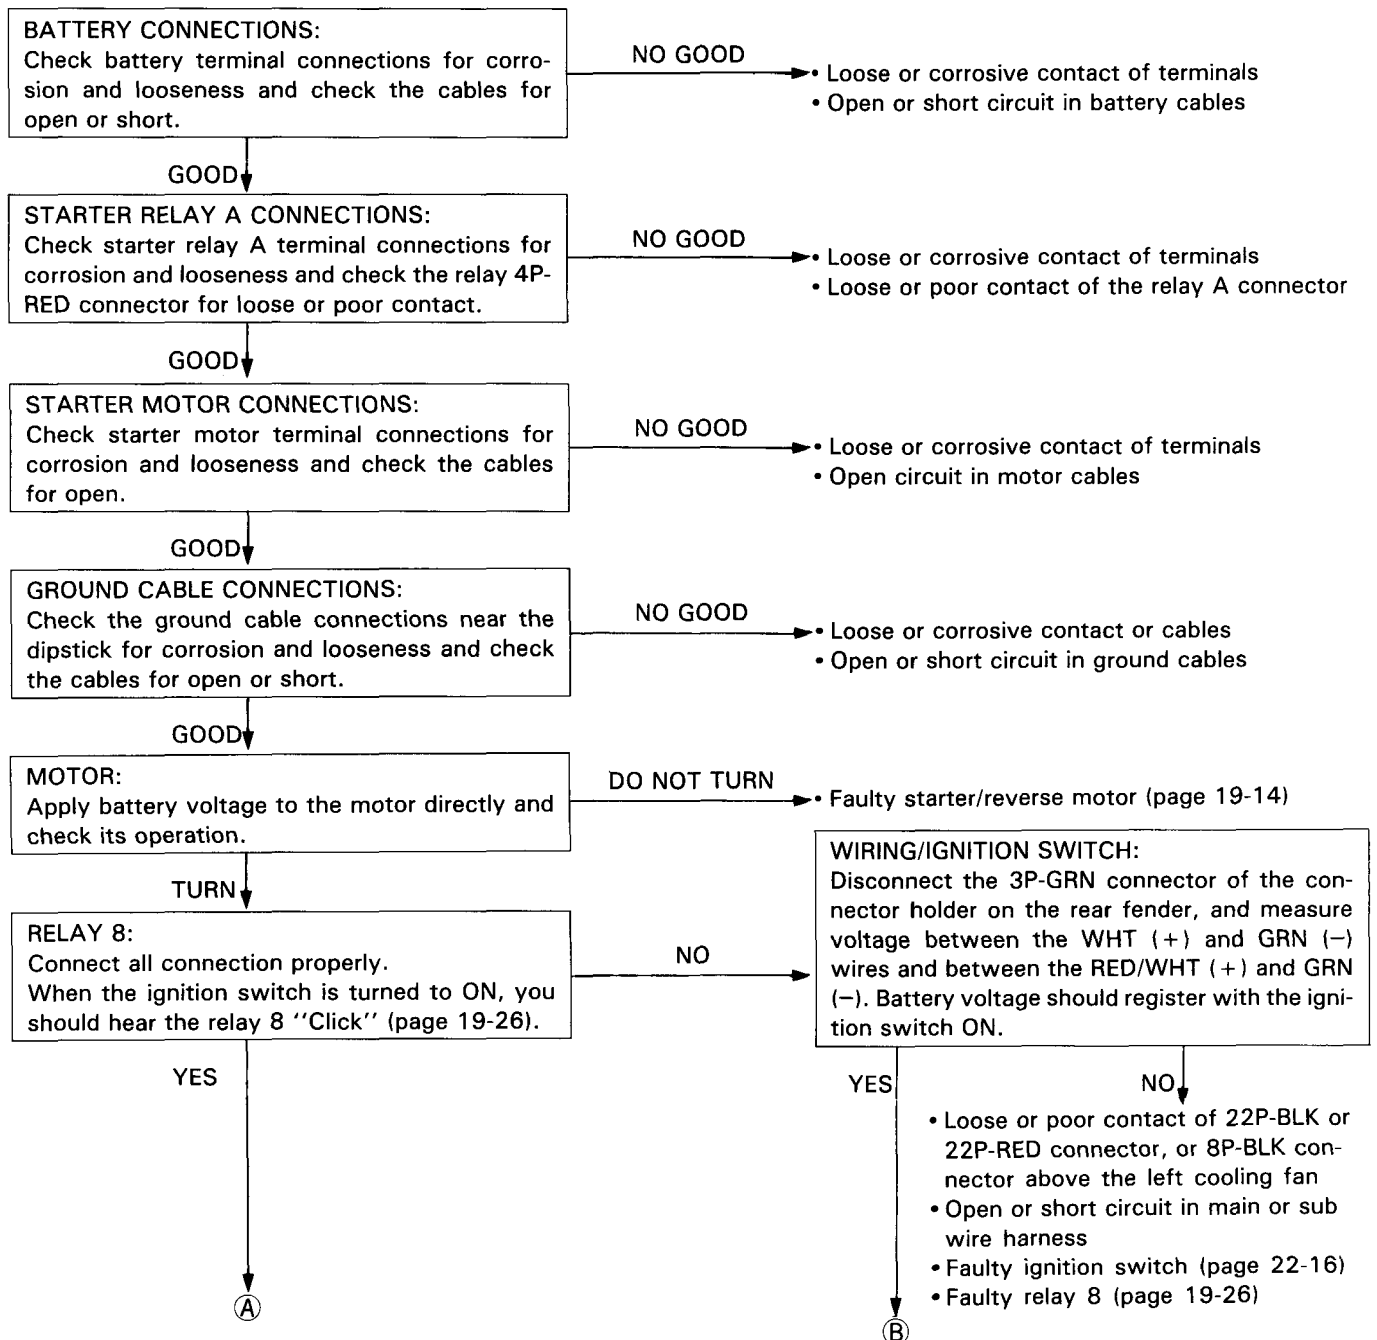 BATTERY CONNECTIONS:
Check battery terminal connections for corro-
sion and looseness and check the cables for
open or short.
NO GOOD
• Loose or corrosive contact of terminals
• Open or short circuit in battery cables
GOOD
STARTER RELAY A CONNECTIONS:
Check starter relay A terminal connections for
corrosion and looseness and check the relay 4P-
RED connector for loose or poor contact.
NO GOOD
• Loose or corrosive contact of terminals
• Loose or poor contact of the relay A connector
GOOD
STARTER MOTOR CONNECTIONS:
Check starter motor terminal connections for
corrosion and looseness and check the cables
for open.
NO GOOD
• Loose or corrosive contact of terminals
• Open circuit in motor cables
GOOD
GROUND CABLE CONNECTIONS:
Check the ground cable connections near the
dipstick for corrosion and looseness and check
the cables for open or short.
NO GOOD
• Loose or corrosive contact or cables
• Open or short circuit in ground cables
GOOD
MOTOR:
Apply battery voltage to the motor directly and
check its operation.
DO NOT TURN
• Faulty starter/reverse motor (page 19-14)
TURN
RELAY 8:
Connect all connection properly.
When the ignition switch is turned to ON, you
should hear the relay 8 ''Click'' (page 19-26).
NO
WIRING/IGNITION SWITCH:
Disconnect the 3P-GRN connector of the con-
nector holder on the rear fender, and measure
voltage between the WHT (+) and GRN (−)
wires and between the RED/WHT (+) and GRN
(−). Battery voltage should register with the igni-
tion switch ON.
YES
YES
NO
• Loose or poor contact of 22P-BLK or
22P-RED connector, or 8P-BLK con-
nector above the left cooling fan
• Open or short circuit in main or sub
wire harness
• Faulty ignition switch (page 22-16)
• Faulty relay 8 (page 19-26)
Ⓐ
Ⓑ